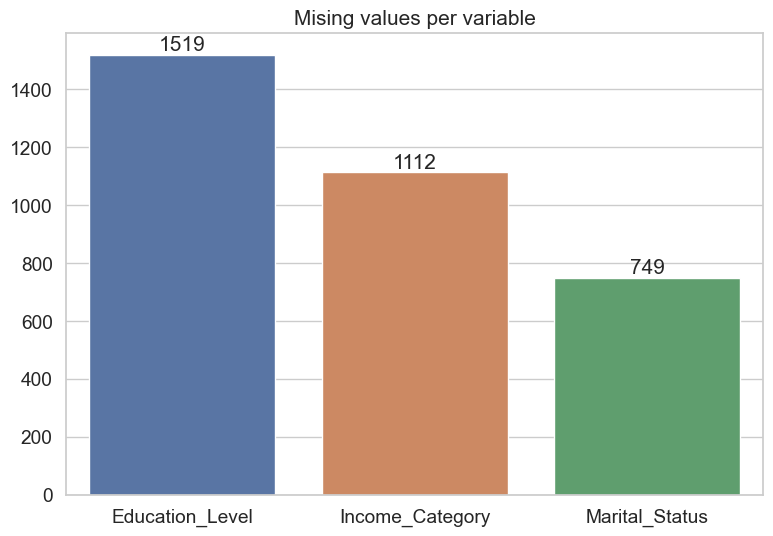 Mising values per variable
1519
1112
749
1400
1200
1000
800
600
400
200
0
Education_Level
Income_Category
Marital_Status